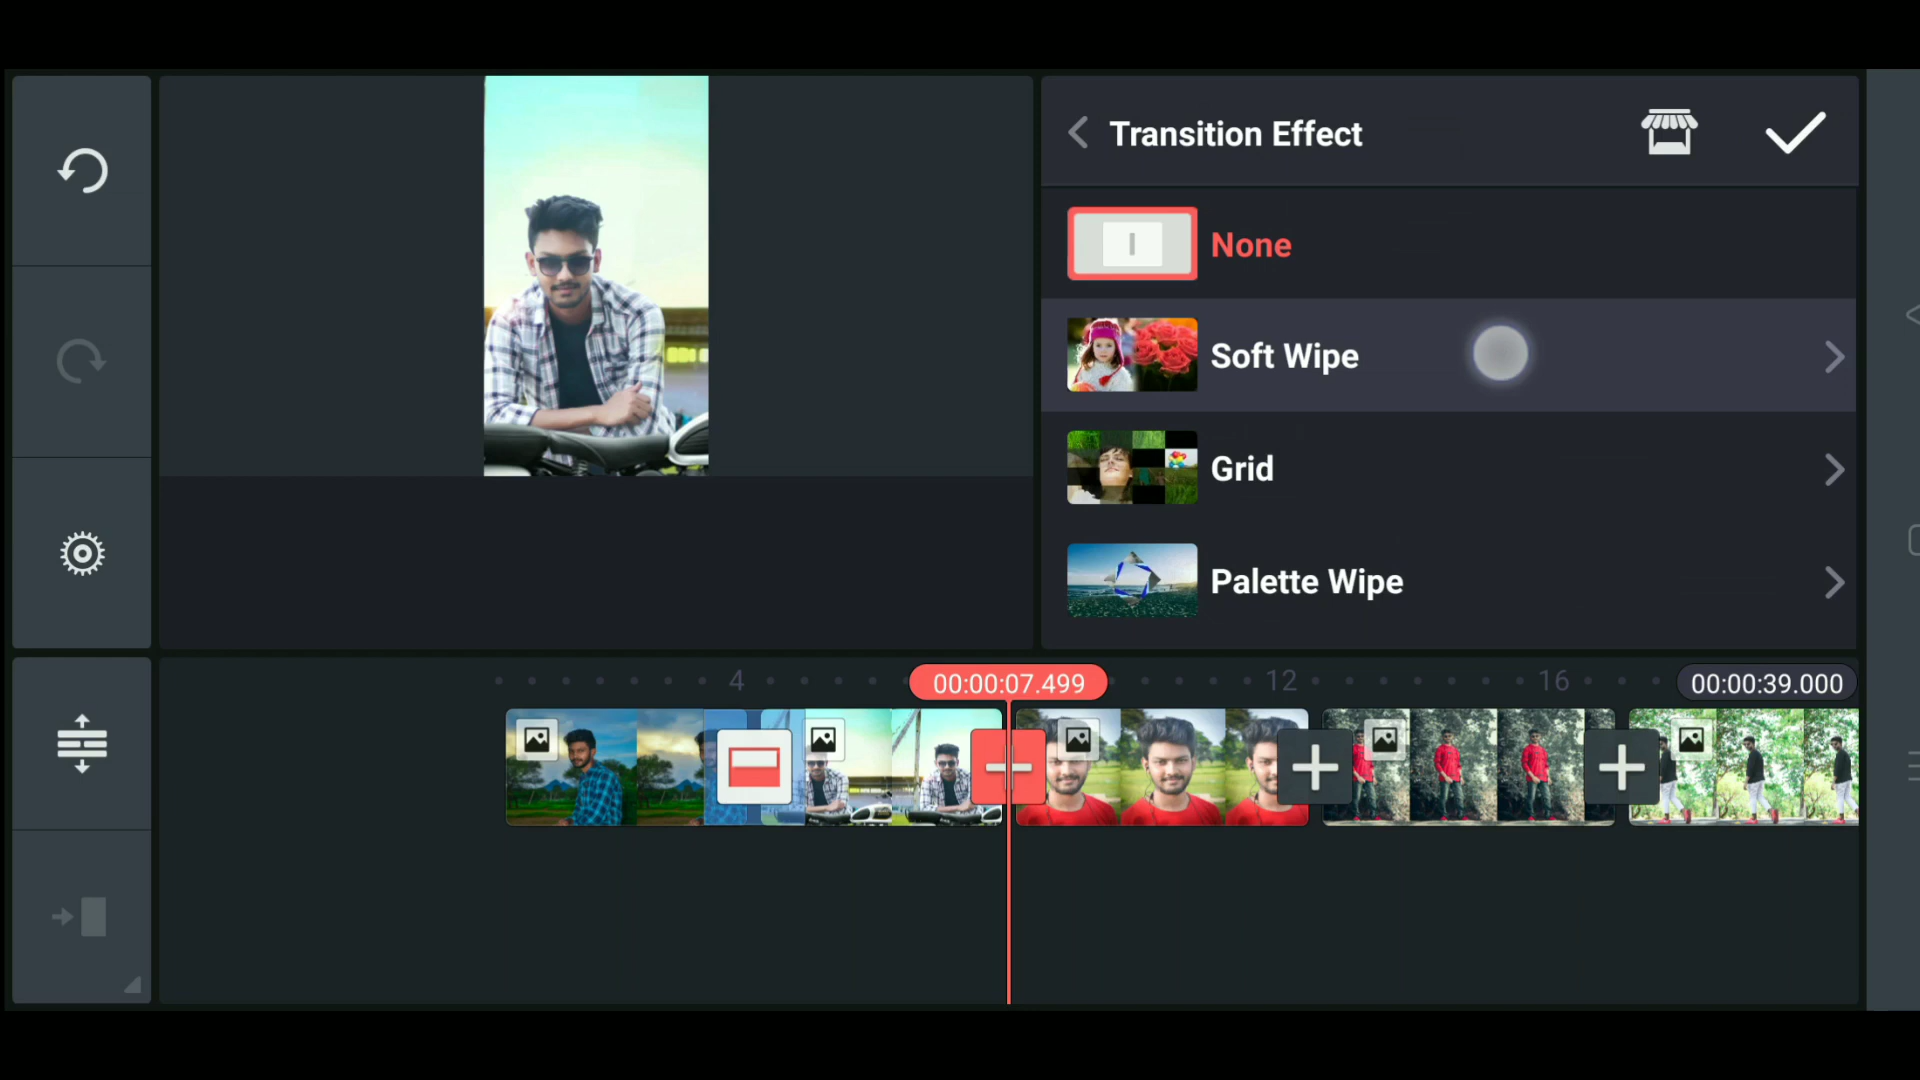 Transition Effect
None
Soft Wipe
Grid
Palette Wipe
4
00:00:07.499
12
16
00:00:39.000